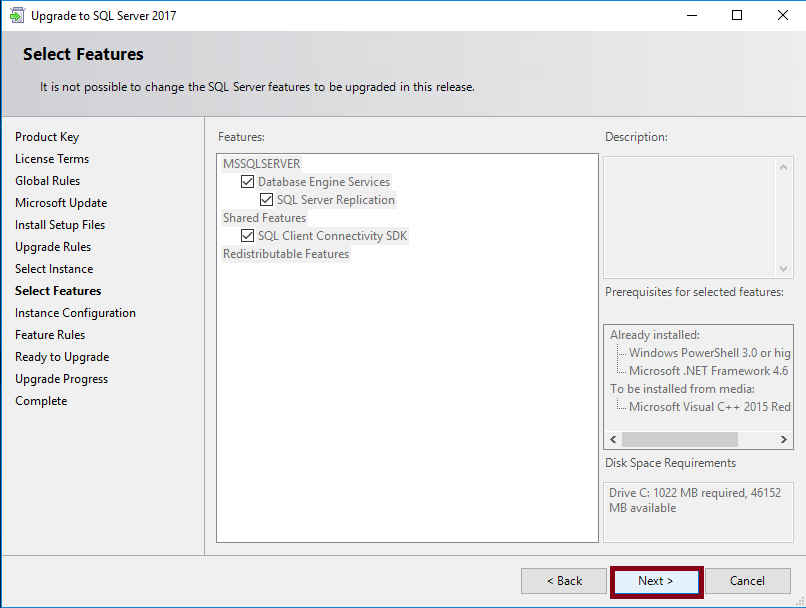 Upgrade to SQL Server 2017
Select Features
It is not possible to change the SQL Server features to be upgraded in this release.
Product Key
License Terms
Global Rules
Microsoft Update
Install Setup Files
Upgrade Rules
Select Instance
Select Features
Instance Configuration
Feature Rules
Ready to Upgrade
Upgrade Progress
Complete
Features:
MSSQLSERVER
Database Engine Services
SQL Server Replication
Shared Features
SQL Client Connectivity SDK
Redistributable Features
Description:
Prerequisites for selected features:
Already installed:
Windows PowerShell 3.0 or hig
Microsoft .NET Framework 4.6
To be installed from media:
Microsoft Visual C++ 2015 Red
Disk Space Requirements
Drive C: 1022 MB required, 46152
MB available
< Back
Next >
Cancel